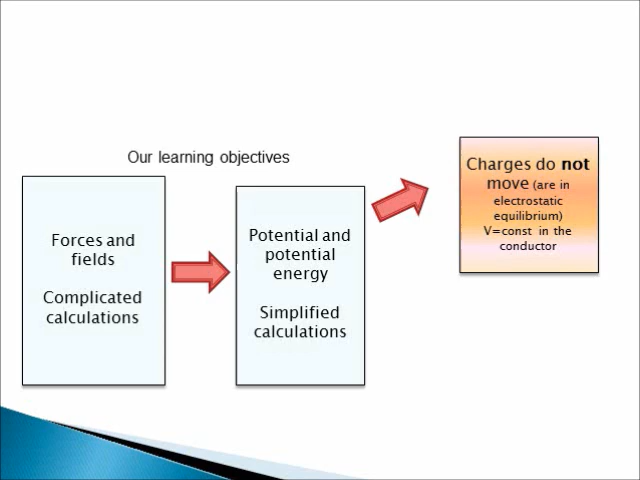 Our learning objectives
Forces and
fields
Complicated
calculations
Potential and
potential
energy
Simplified
calculations
Charges do not
move (are in
electrostatic
equilibrium)
V=const in the
conductor